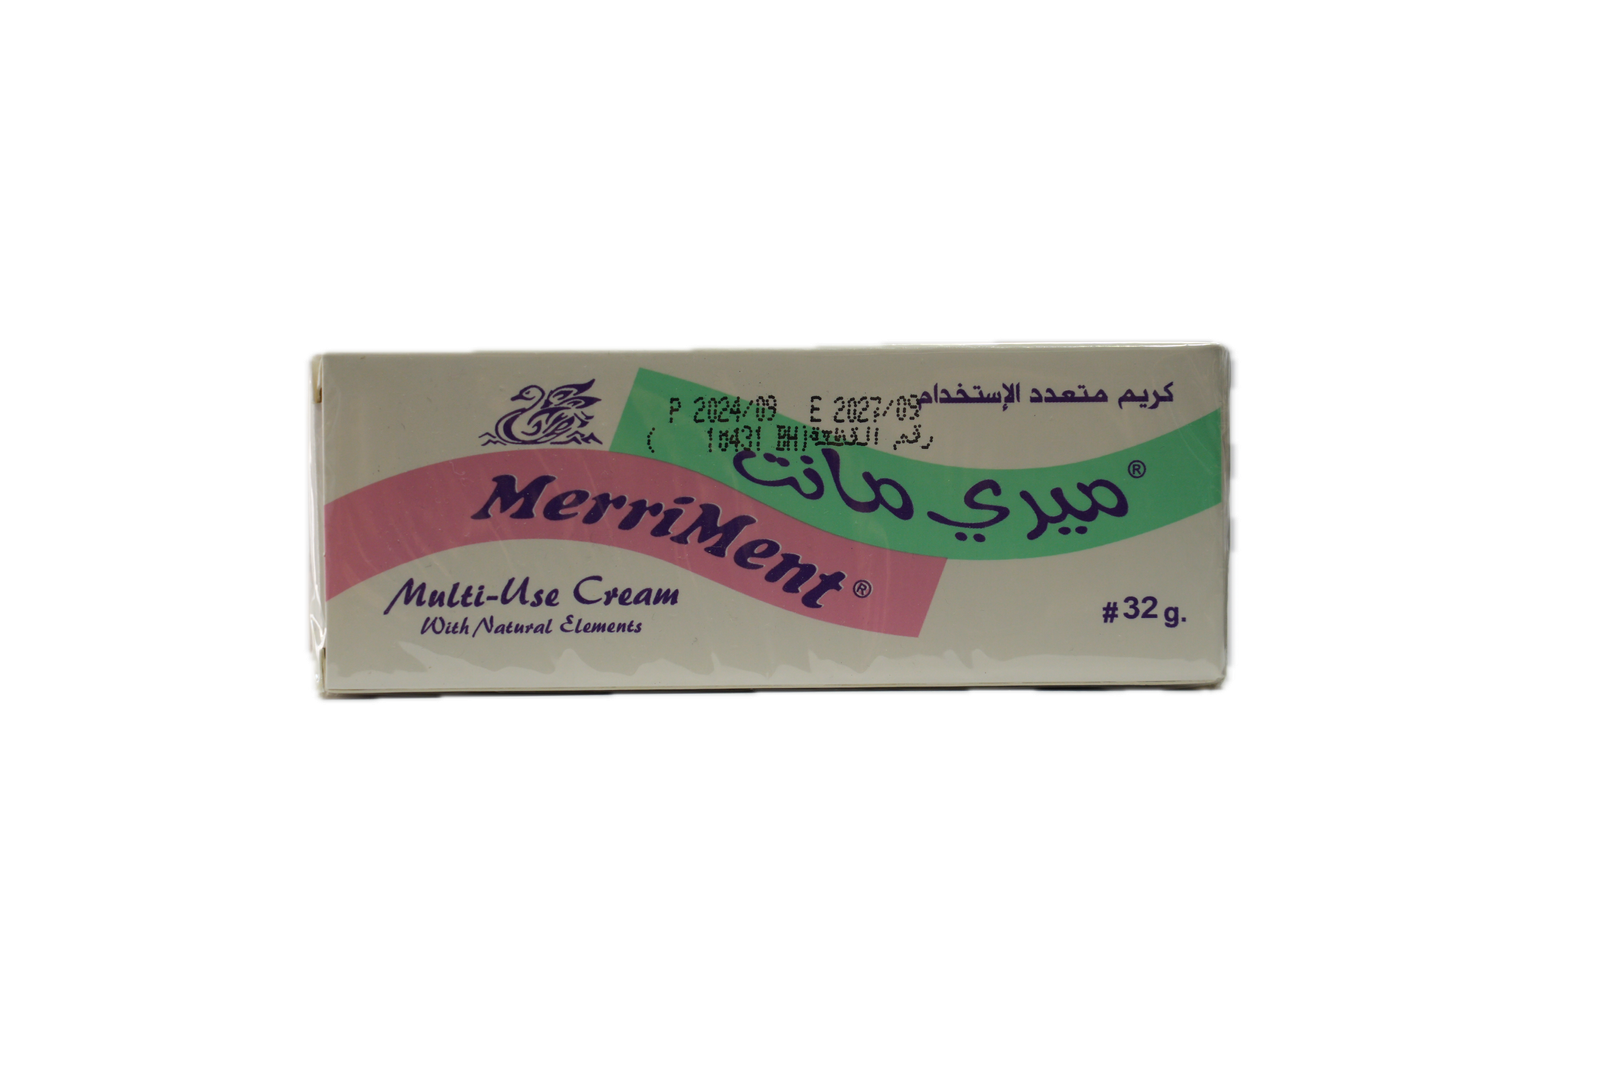 كريم متعدد الإستخدام
P 2024/09 E 2027/09
رقم الكتيبة (10431 BH)
ميري مانت ®
MerriMent ®
Multi-Use Cream
With Natural Elements
#32 g.